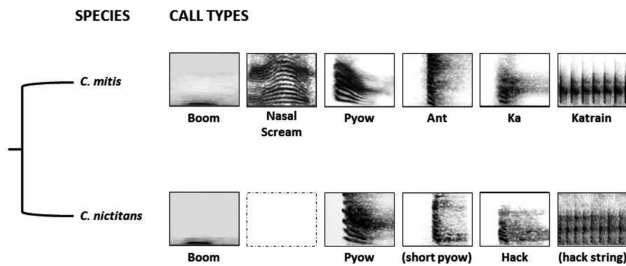 SPECIES CALL TYPES
C. mitis
Boom Nasal Scream Pyow Ant Ka Katrain
C. nictitans
Boom Pyow (short pyow) Hack (hack string)